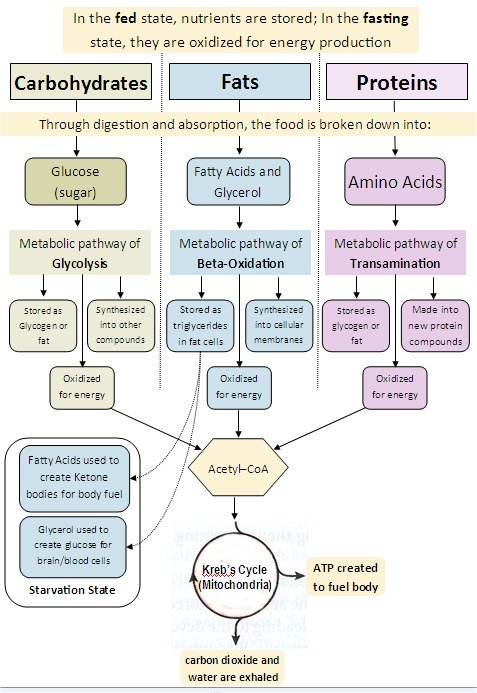 In the fed state, nutrients are stored; In the fasting
state, they are oxidized for energy production
Carbohydrates
Fats
Proteins
Through digestion and absorption, the food is broken down into:
Glucose
(sugar)
Fatty Acids and
Glycerol
Amino Acids
Metabolic pathway of
Glycolysis
Metabolic pathway of
Beta-Oxidation
Metabolic pathway of
Transamination
Stored as
Glycogen or
fat
Synthesized
into other
compounds
Stored as
triglycerides
in fat cells
Synthesized
into cellular
membranes
Stored as
glycogen or
fat
Made into
new protein
compounds
Oxidized
for energy
Oxidized
for energy
Oxidized
for energy
Fatty Acids used to
create Ketone
bodies for body fuel
Glycerol used to
create glucose for
brain/blood cells
Starvation State
Acetyl-CoA
Kreb's Cycle
(Mitochondria)
ATP created
to fuel body
carbon dioxide and
water are exhaled